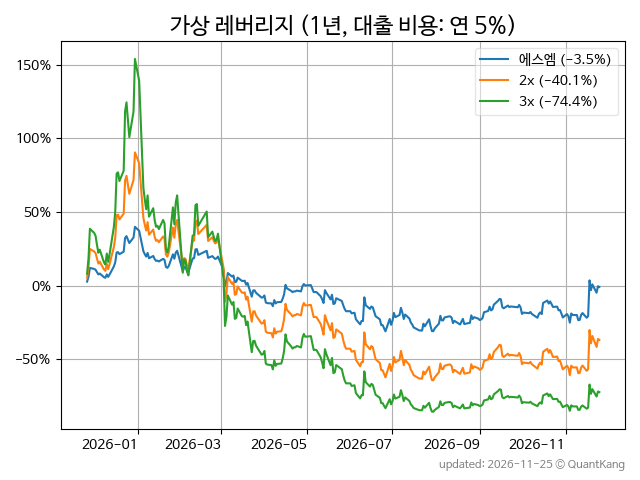 가상 레버리지 (1년, 대출 비용: 연 5%)
에스엠 (−3.5%)
2x (−40.1%)
3x (−74.4%)
150%
100%
50%
0%
−50%
2026-01 2026-03 2026-05 2026-07 2026-09 2026-11
updated: 2026-11-25 © QuantKang